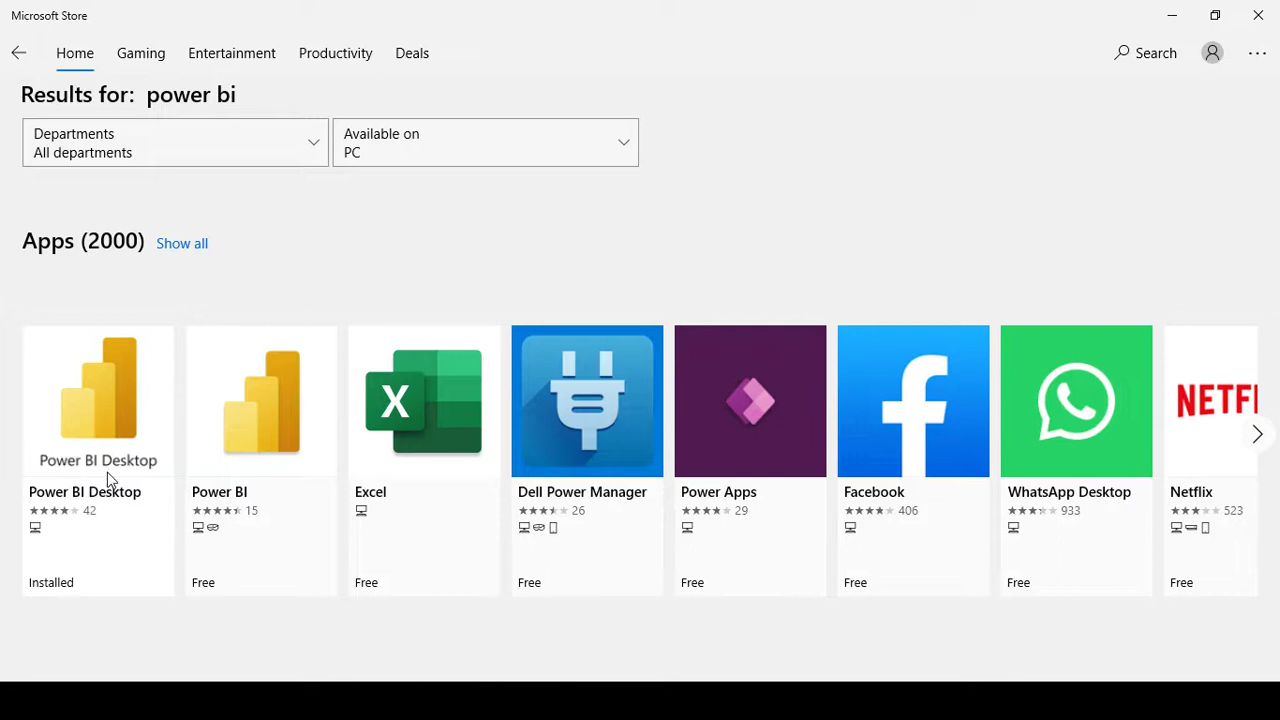 Microsoft Store
Home Gaming Entertainment Productivity Deals Search
Results for: power bi
Departments
All departments
Available on
PC
Apps (2000) Show all
Power BI Desktop
Power BI Desktop
42
Installed
Power BI
15
Free
X
Excel
Free
Dell Power Manager
26
Free
Power Apps
29
Free
f
Facebook
406
Free
WhatsApp Desktop
933
Free
NETFI
Netflix
523
Free